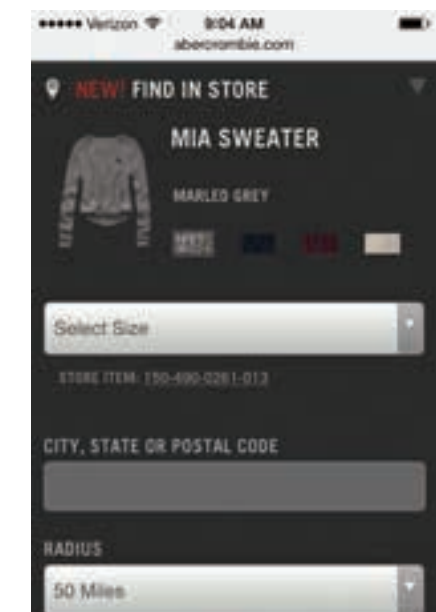 Verizon 9:04 AM
abercrombie.com
NEW! FIND IN STORE
MIA SWEATER
MARLED GREY
Select Size
STORE ITEM: 150-490-0261-013
CITY, STATE OR POSTAL CODE
RADIUS
50 Miles